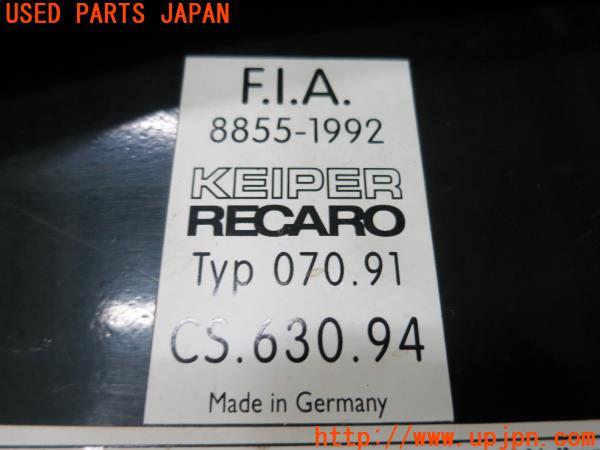 USED PARTS JAPAN
F.I.A.
8855-1992
KEIPER
RECARO
Typ 070.91
CS.630.94
Made in Germany
http://www.upjpn.com/